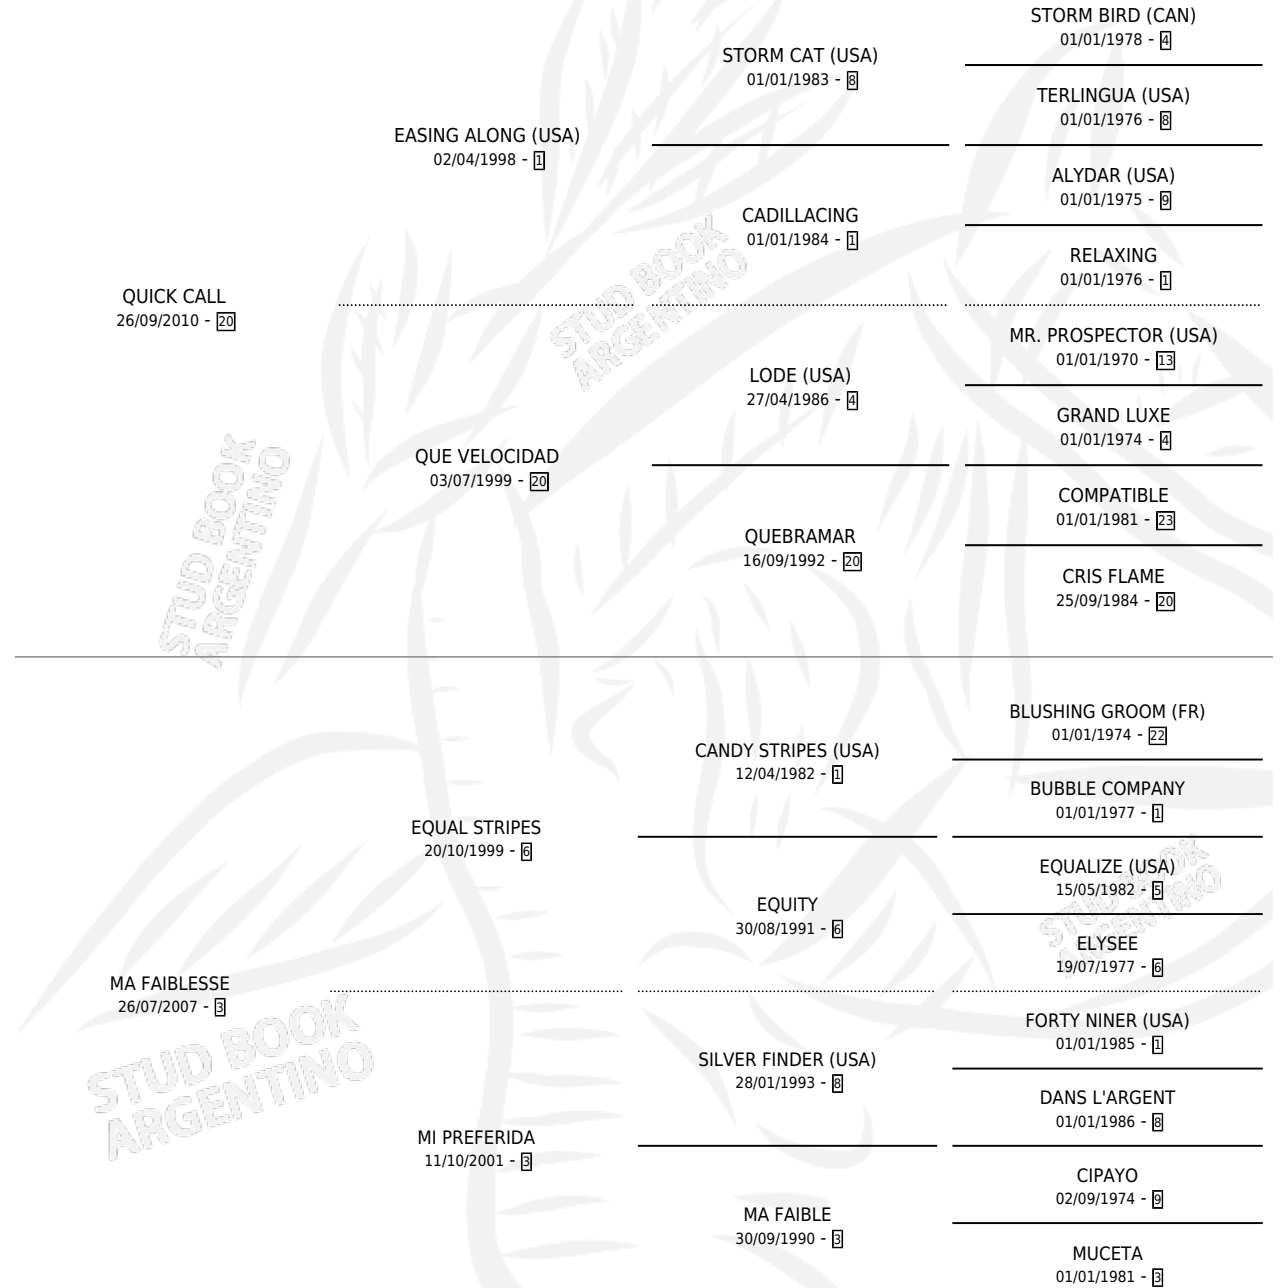 STORM BIRD (CAN)
01/01/1978 - 4
STORM CAT (USA)
01/01/1983 - 8
TERLINGUA (USA)
01/01/1976 - 8
EASING ALONG (USA)
02/04/1998 - 1
ALYDAR (USA)
01/01/1975 - 9
CADILLACING
01/01/1984 - 1
RELAXING
01/01/1976 - 1
QUICK CALL
26/09/2010 - 20
STUD BOOK
ARGENTINO
MR. PROSPECTOR (USA)
01/01/1970 - 13
LODE (USA)
27/04/1986 - 4
GRAND LUXE
01/01/1974 - 4
QUE VELOCIDAD
03/07/1999 - 20
COMPATIBLE
01/01/1981 - 23
QUEBRAMAR
16/09/1992 - 20
CRIS FLAME
25/09/1984 - 20
STUD BOOK
ARGENTINO
BLUSHING GROOM (FR)
01/01/1974 - 22
CANDY STRIPES (USA)
12/04/1982 - 1
BUBBLE COMPANY
01/01/1977 - 1
EQUAL STRIPES
20/10/1999 - 6
EQUALIZE (USA)
15/05/1982 - 5
STUD BOOK
ARGENTINO
EQUITY
30/08/1991 - 6
ELYSEE
19/07/1977 - 6
MA FAIBLESSE
26/07/2007 - 3
STUD BOOK
ARGENTINO
FORTY NINER (USA)
01/01/1985 - 1
SILVER FINDER (USA)
28/01/1993 - 8
DANS L'ARGENT
01/01/1986 - 8
MI PREFERIDA
11/10/2001 - 3
CIPAYO
02/09/1974 - 9
MA FAIBLE
30/09/1990 - 3
MUCETA
01/01/1981 - 3